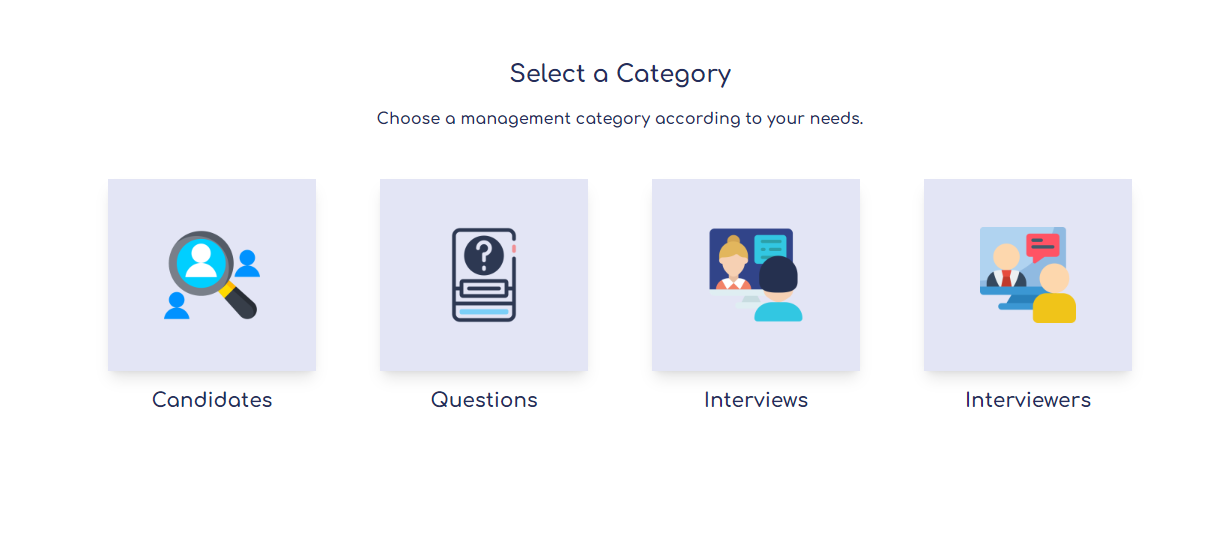 Select a Category
Choose a management category according to your needs.
?
Candidates
Questions
Interviews
Interviewers